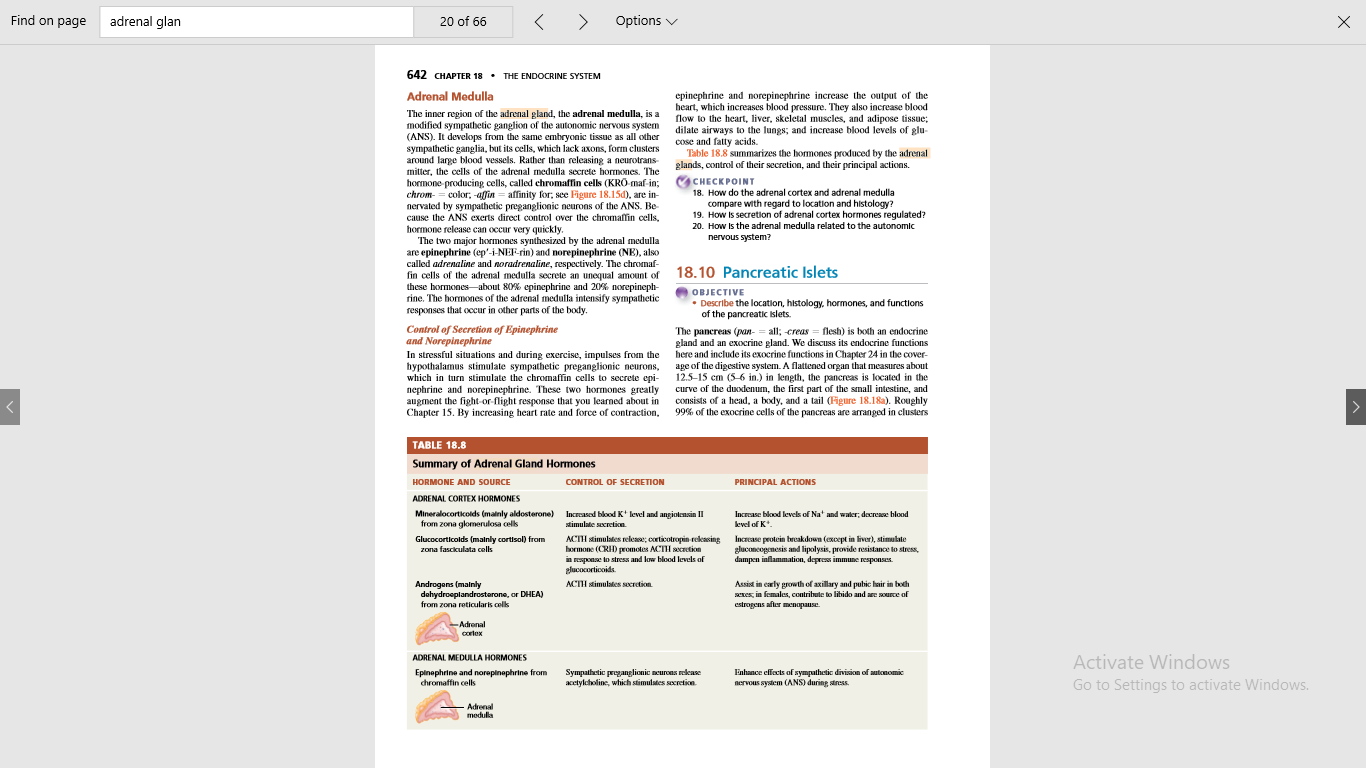 Find on page
adrenal glan
20 of 66
Options
642 CHAPTER 18 • THE ENDOCRINE SYSTEM
Adrenal Medulla
The inner region of the adrenal gland, the adrenal medulla, is a
modified sympathetic ganglion of the autonomic nervous system
(ANS). It develops from the same embryonic tissue as all other
sympathetic ganglia, but its cells, which lack axons, form clusters
around large blood vessels. Rather than releasing a neurotrans-
mitter, the cells of the adrenal medulla secrete hormones. The
hormone-producing cells, called chromaffin cells (KRŌ-maf-in;
chrom- = color; -affin = affinity for; see Figure 18.15d), are in-
nervated by sympathetic preganglionic neurons of the ANS. Be-
cause the ANS exerts direct control over the chromaffin cells,
hormone release can occur very quickly.
The two major hormones synthesized by the adrenal medulla
are epinephrine (ep′-i-NEF-rin) and norepinephrine (NE), also
called adrenaline and noradrenaline, respectively. The chromaf-
fin cells of the adrenal medulla secrete an unequal amount of
these hormones—about 80% epinephrine and 20% norepineph-
rine. The hormones of the adrenal medulla intensify sympathetic
responses that occur in other parts of the body.
Control of Secretion of Epinephrine
and Norepinephrine
In stressful situations and during exercise, impulses from the
hypothalamus stimulate sympathetic preganglionic neurons,
which in turn stimulate the chromaffin cells to secrete epi-
nephrine and norepinephrine. These two hormones greatly
augment the fight-or-flight response that you learned about in
Chapter 15. By increasing heart rate and force of contraction,
epinephrine and norepinephrine increase the output of the
heart, which increases blood pressure. They also increase blood
flow to the heart, liver, skeletal muscles, and adipose tissue;
dilate airways to the lungs; and increase blood levels of glu-
cose and fatty acids.
Table 18.8 summarizes the hormones produced by the adrenal
glands, control of their secretion, and their principal actions.
CHECKPOINT
18. How do the adrenal cortex and adrenal medulla
compare with regard to location and histology?
19. How is secretion of adrenal cortex hormones regulated?
20. How is the adrenal medulla related to the autonomic
nervous system?
18.10 Pancreatic Islets
OBJECTIVE
• Describe the location, histology, hormones, and functions
of the pancreatic islets.
The pancreas (pan- = all; -creas = flesh) is both an endocrine
gland and an exocrine gland. We discuss its endocrine functions
here and include its exocrine functions in Chapter 24 in the cover-
age of the digestive system. A flattened organ that measures about
12.5–15 cm (5–6 in.) in length, the pancreas is located in the
curve of the duodenum, the first part of the small intestine, and
consists of a head, a body, and a tail (Figure 18.18a). Roughly
99% of the exocrine cells of the pancreas are arranged in clusters
TABLE 18.8
Summary of Adrenal Gland Hormones
HORMONE AND SOURCE CONTROL OF SECRETION PRINCIPAL ACTIONS
ADRENAL CORTEX HORMONES
Mineralocorticoids (mainly aldosterone) Increased blood K+ level and angiotensin II Increase blood levels of Na+ and water; decrease blood
from zona glomerulosa cells stimulate secretion. level of K+.
Glucocorticoids (mainly cortisol) from ACTH stimulates release; corticotropin-releasing Increase protein breakdown (except in liver), stimulate
zona fasciculata cells hormone (CRH) promotes ACTH secretion gluconeogenesis and lipolysis, provide resistance to stress,
in response to stress and low blood levels of dampen inflammation, depress immune responses.
glucocorticoids.
Androgens (mainly ACTH stimulates secretion. Assist in early growth of axillary and pubic hair in both
dehydroepiandrosterone, or DHEA) sexes; in females, contribute to libido and are source of
from zona reticularis cells estrogens after menopause.
Adrenal
cortex
ADRENAL MEDULLA HORMONES
Epinephrine and norepinephrine from Sympathetic preganglionic neurons release Enhance effects of sympathetic division of autonomic
chromaffin cells acetylcholine, which stimulates secretion. nervous system (ANS) during stress.
Adrenal
medulla
Activate Windows
Go to Settings to activate Windows.